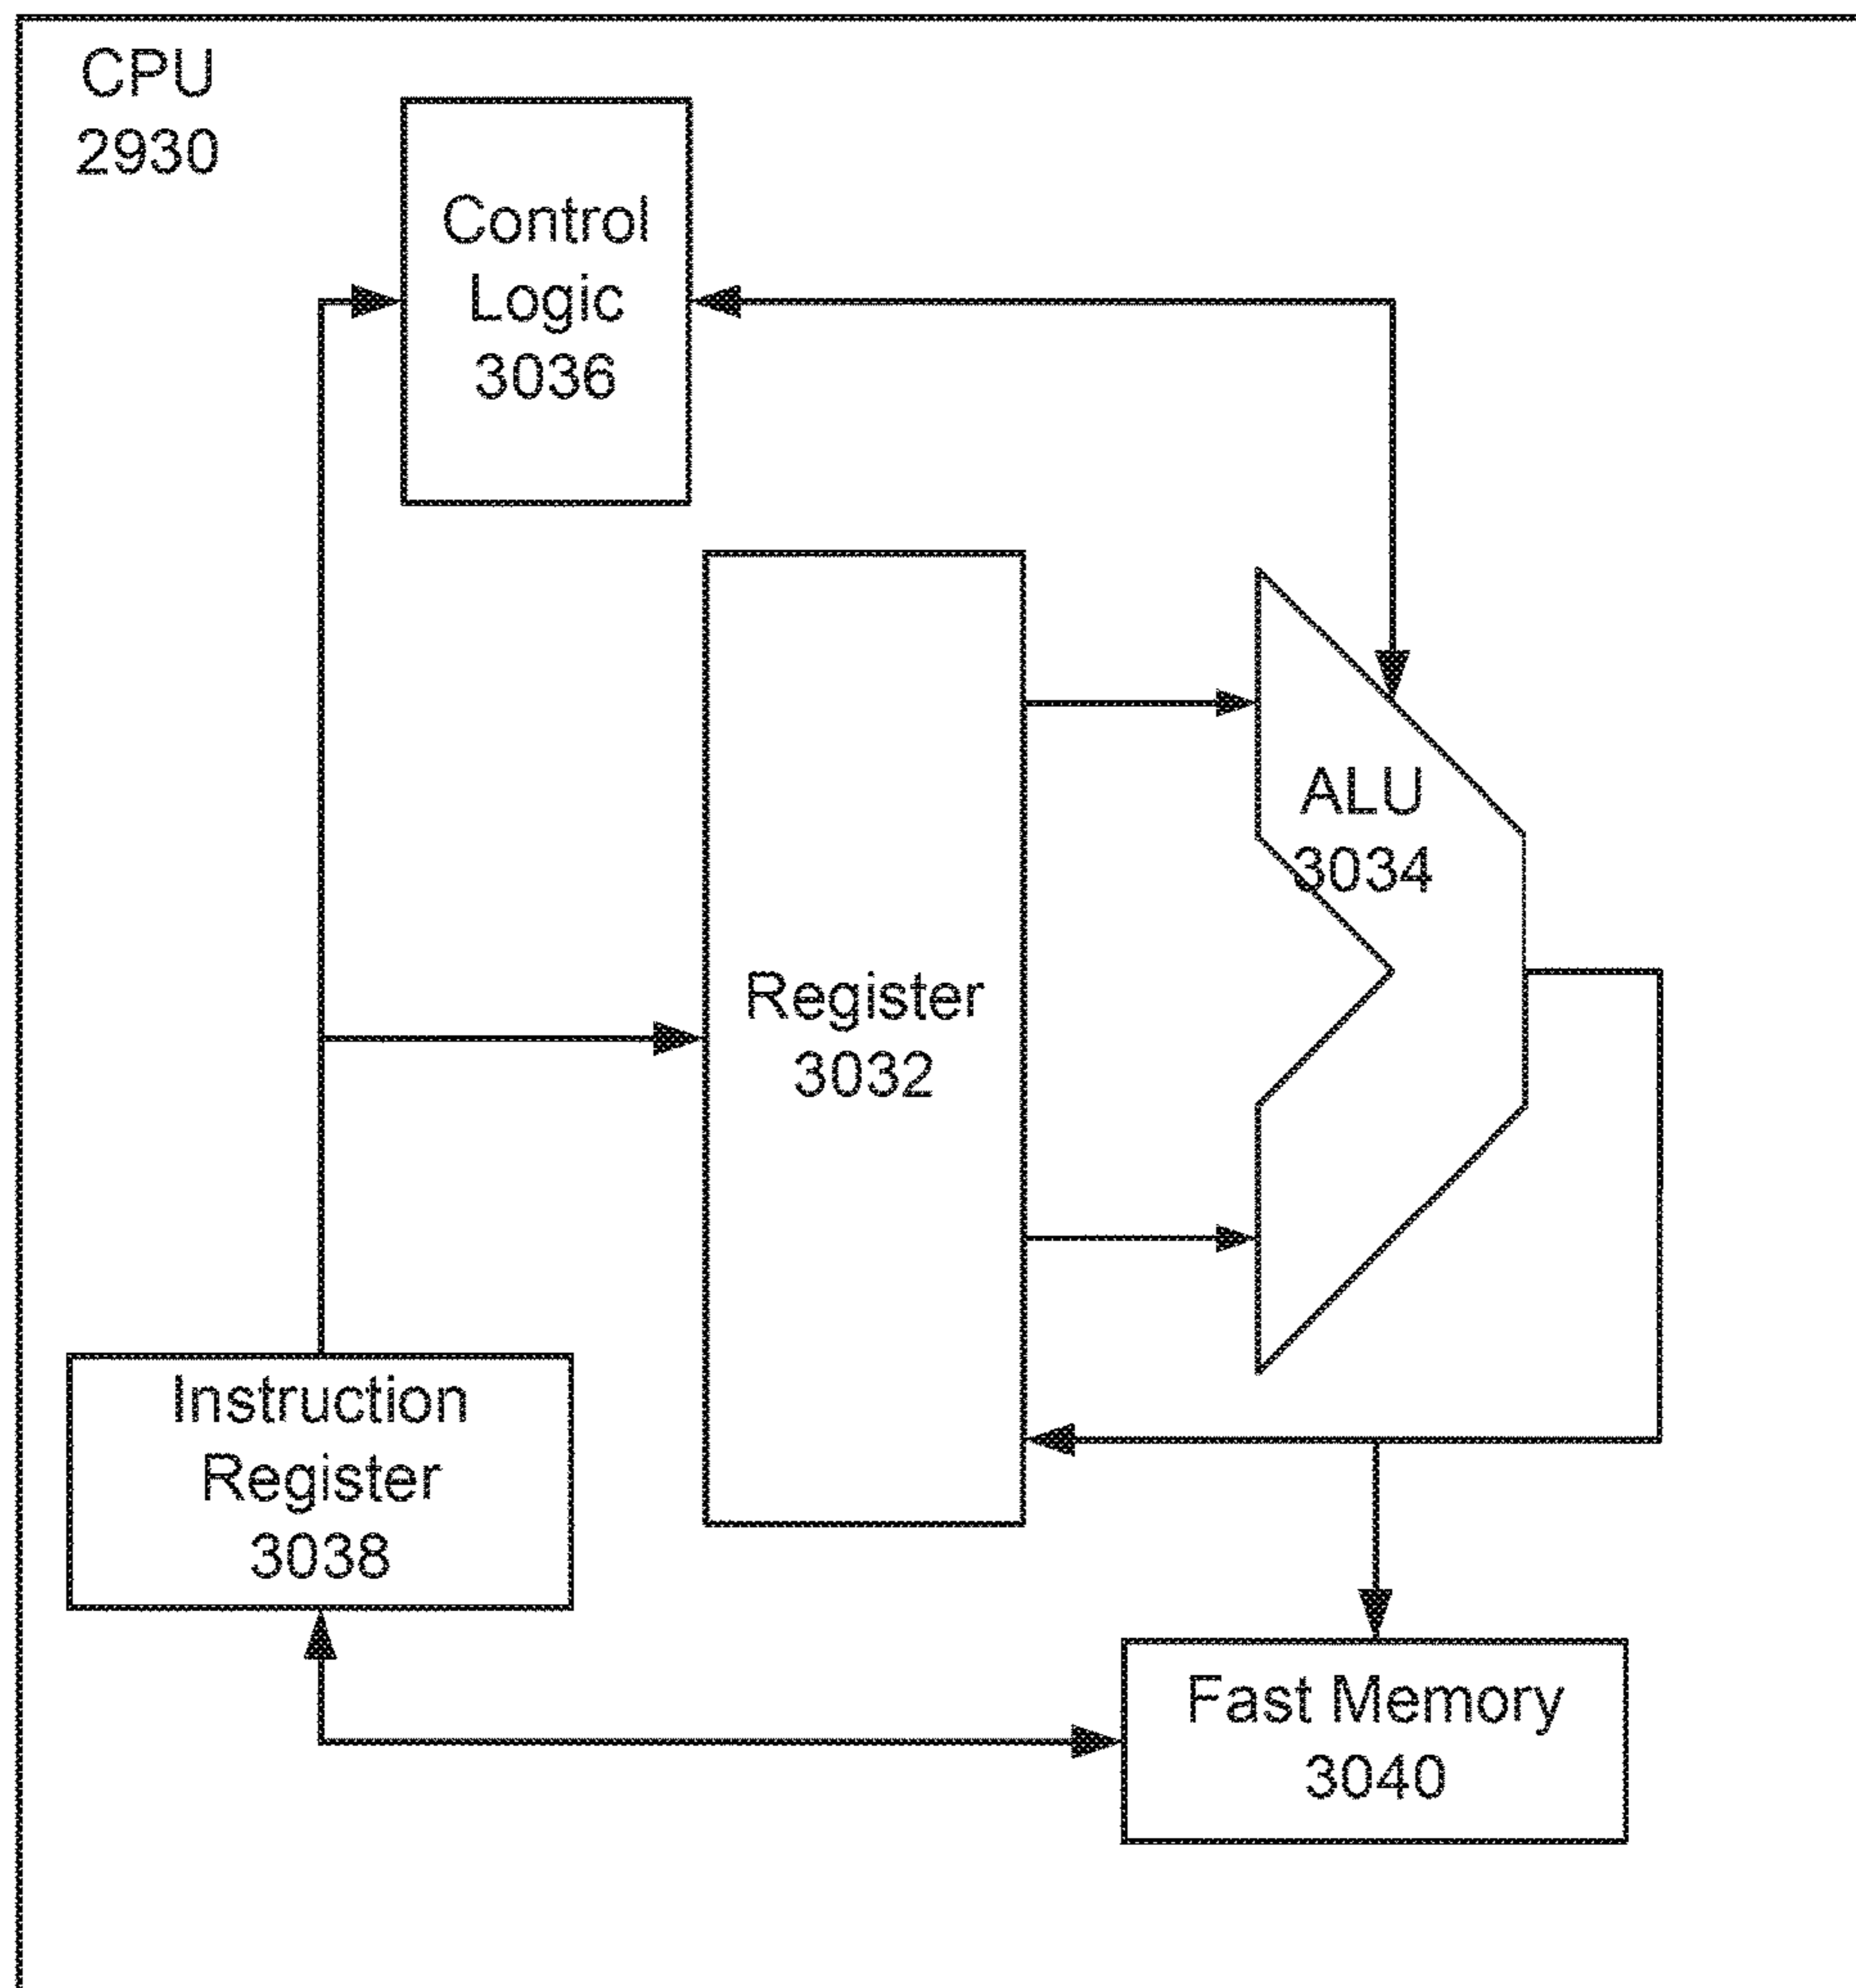 CPU
2930
Control
Logic
3036
ALU
3034
Register
3032
Instruction
Register
3038
Fast Memory
3040